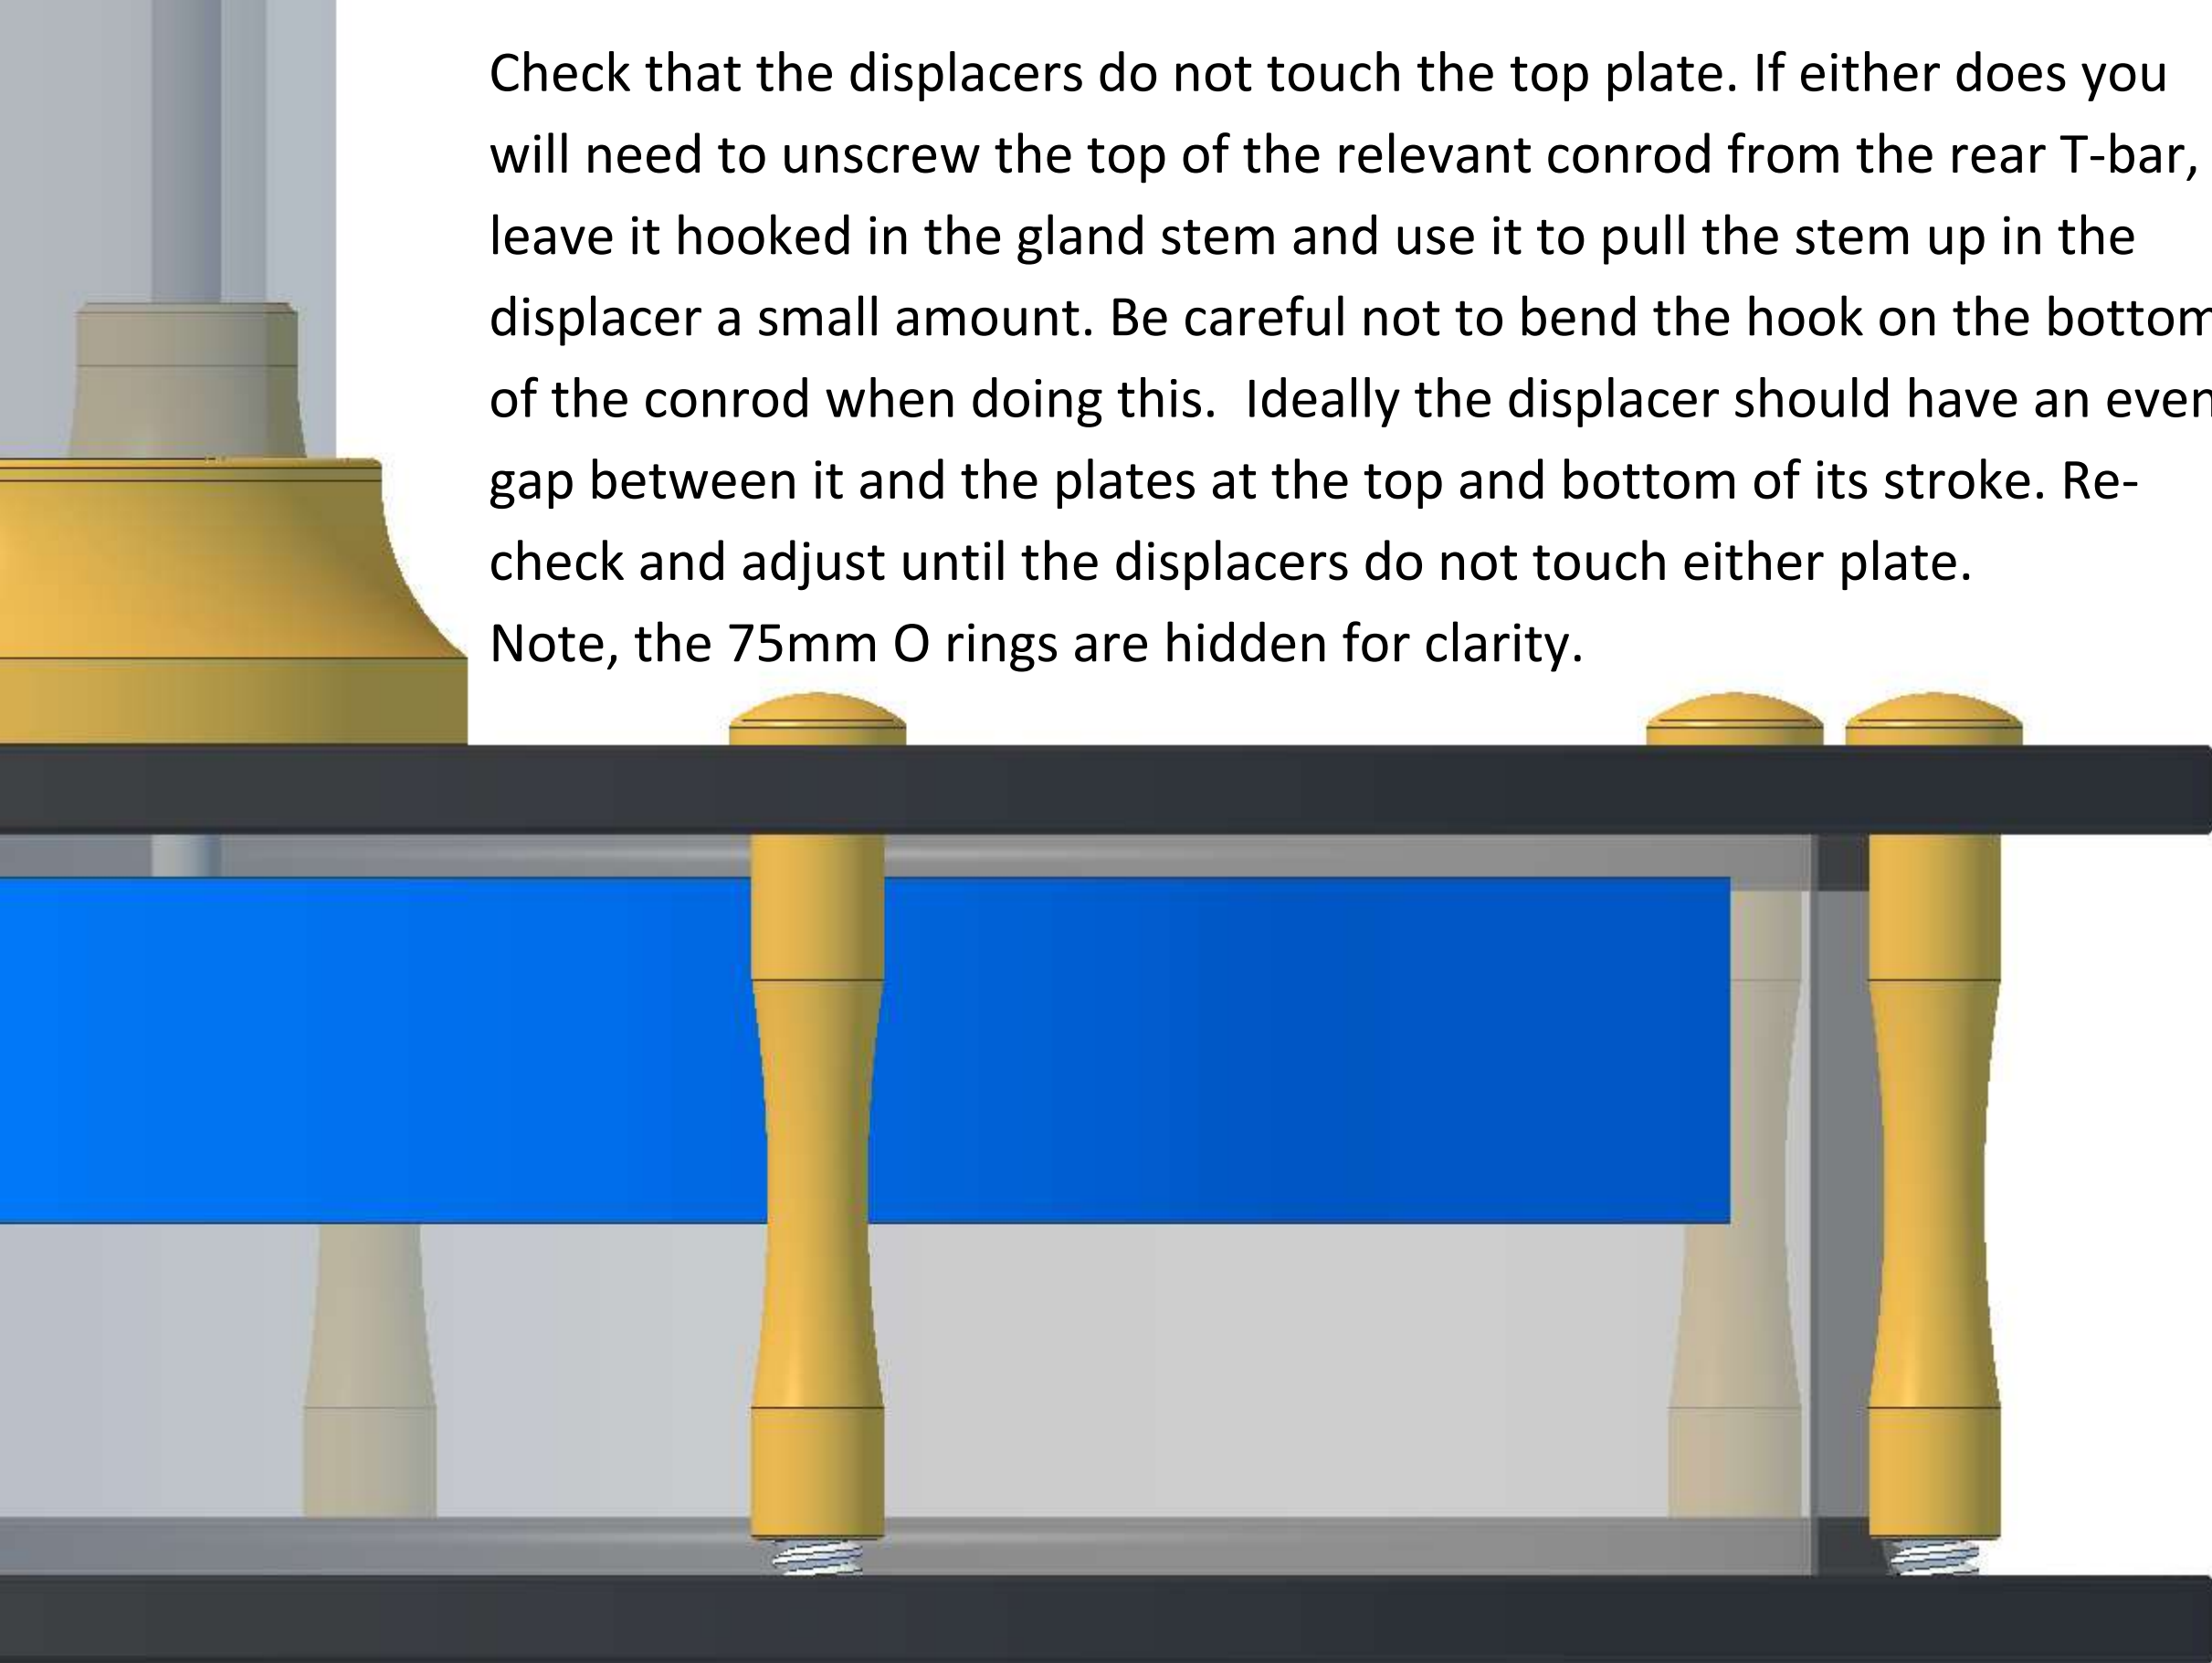 Check that the displacers do not touch the top plate. If either does you
will need to unscrew the top of the relevant conrod from the rear T-bar,
leave it hooked in the gland stem and use it to pull the stem up in the
displacer a small amount. Be careful not to bend the hook on the bottom
of the conrod when doing this.  Ideally the displacer should have an even
gap between it and the plates at the top and bottom of its stroke. Re-
check and adjust until the displacers do not touch either plate.
Note, the 75mm O rings are hidden for clarity.